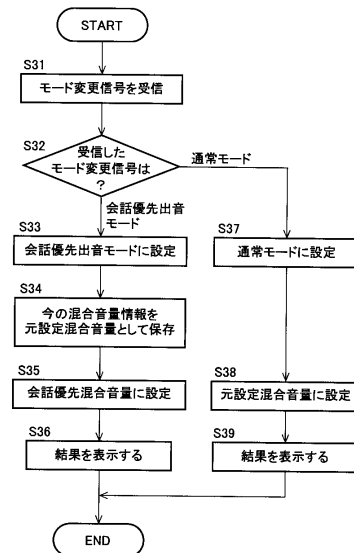 START
S31
モード変更信号を受信
S32
受信した
モード変更信号は
?
通常モード
会話優先出音
モード
S33
会話優先出音モードに設定
S37
通常モードに設定
S34
今の混合音量情報を
元設定混合音量として保存
S35
会話優先混合音量に設定
S38
元設定混合音量に設定
S36
結果を表示する
S39
結果を表示する
END